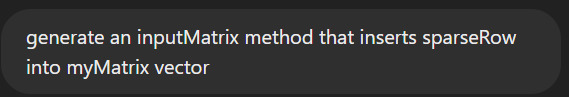 generate an inputMatrix method that inserts sparseRow
into myMatrix vector